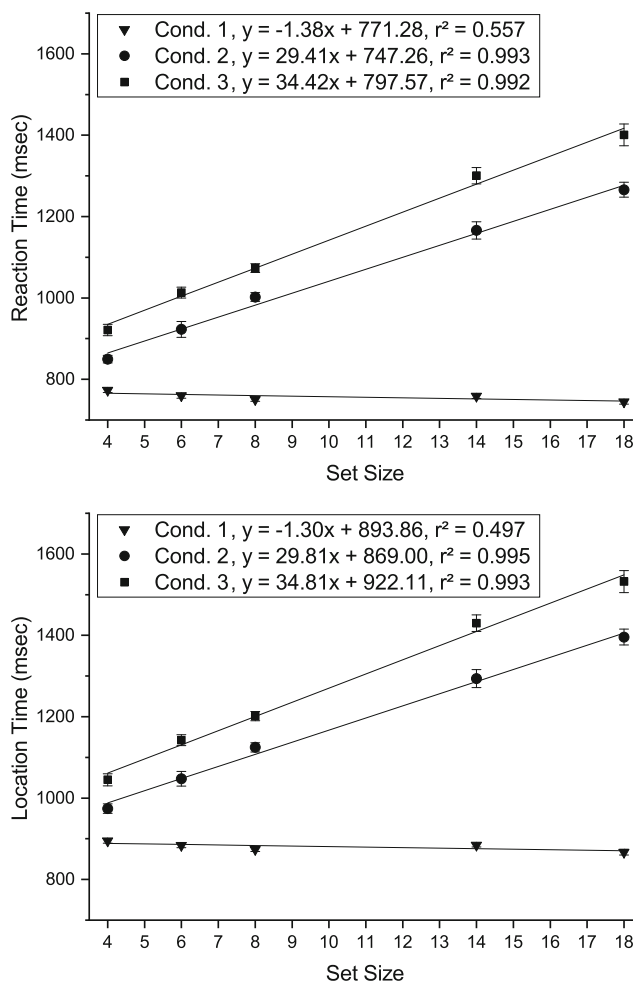 Cond. 1, y = -1.38x + 771.28, r² = 0.557
Cond. 2, y = 29.41x + 747.26, r² = 0.993
Cond. 3, y = 34.42x + 797.57, r² = 0.992
1600
1400
1200
1000
800
Reaction Time (msec)
4 5 6 7 8 9 10 11 12 13 14 15 16 17 18
Set Size
Cond. 1, y = -1.30x + 893.86, r² = 0.497
Cond. 2, y = 29.81x + 869.00, r² = 0.995
Cond. 3, y = 34.81x + 922.11, r² = 0.993
1600
1400
1200
1000
800
Location Time (msec)
4 5 6 7 8 9 10 11 12 13 14 15 16 17 18
Set Size